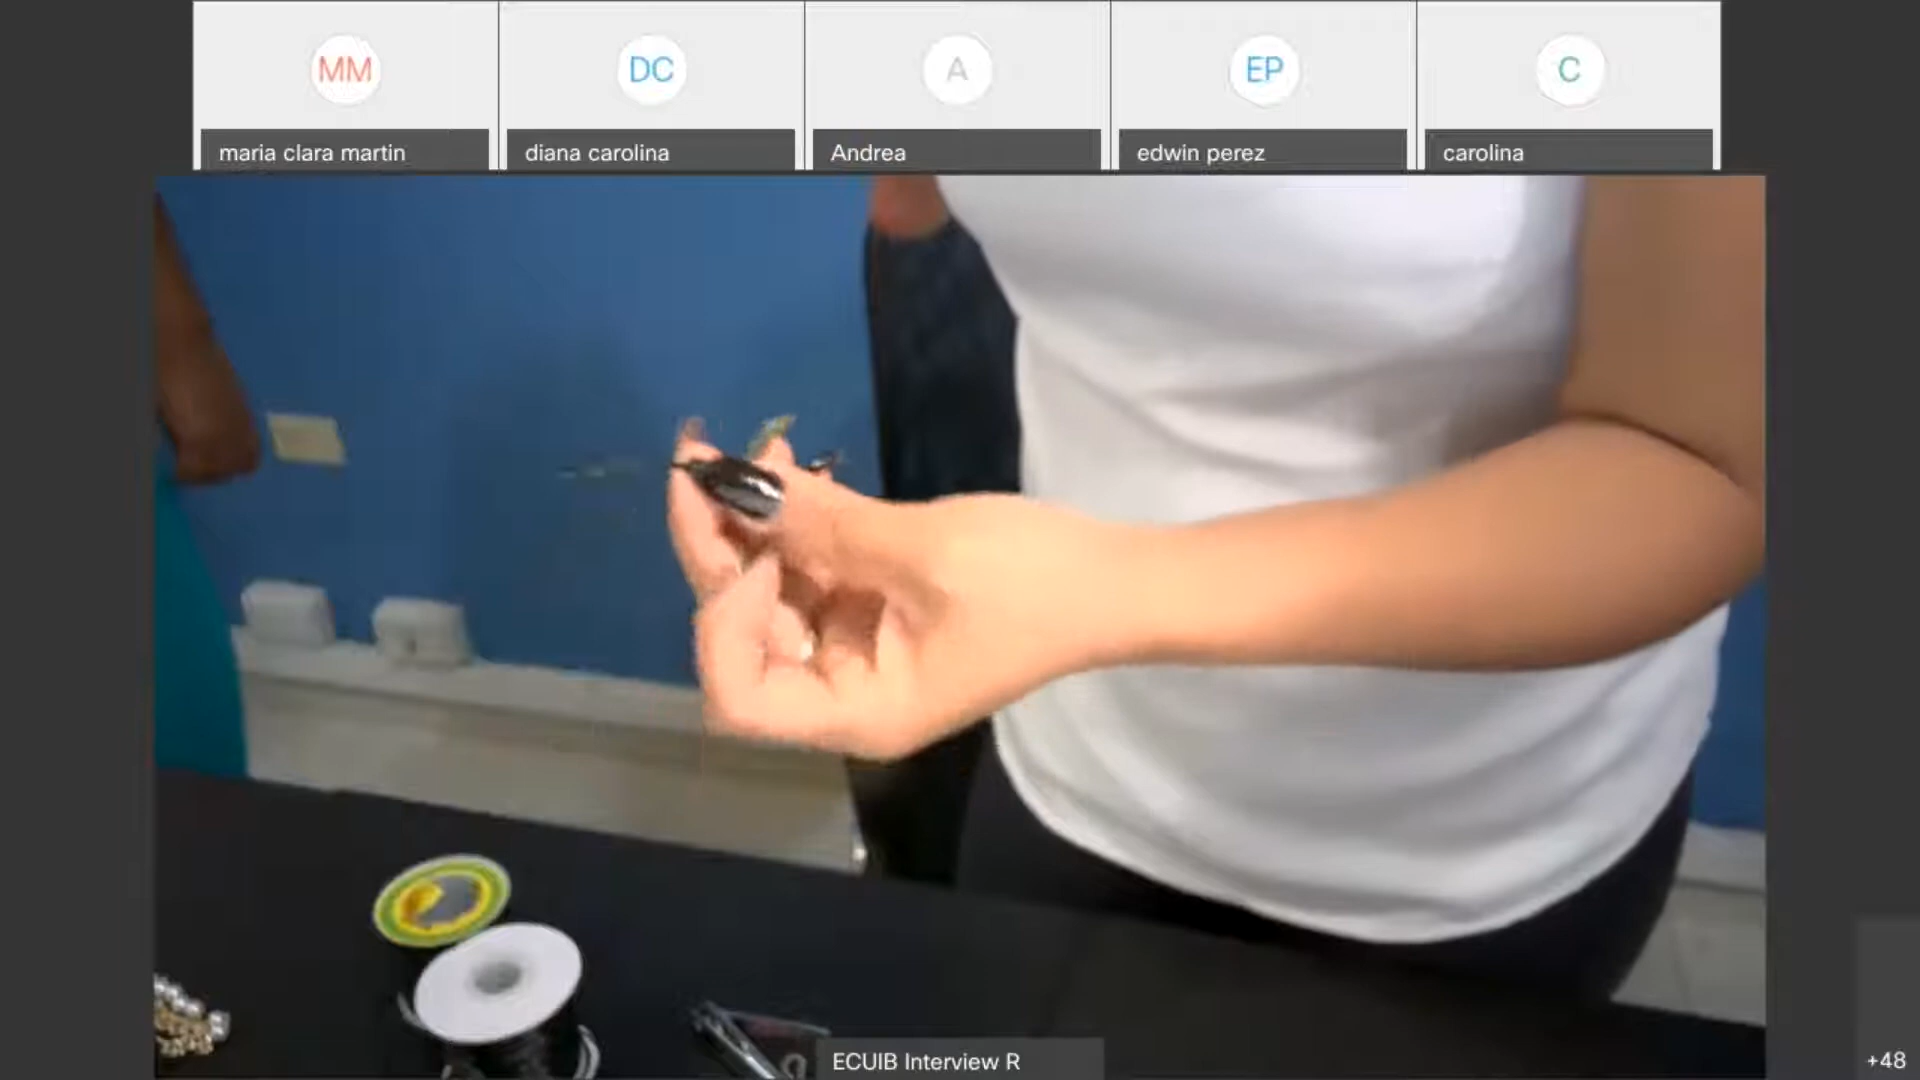 MM
DC
A
EP
C
maria clara martin
diana carolina
Andrea
edwin perez
carolina
ECUIB Interview R
+48